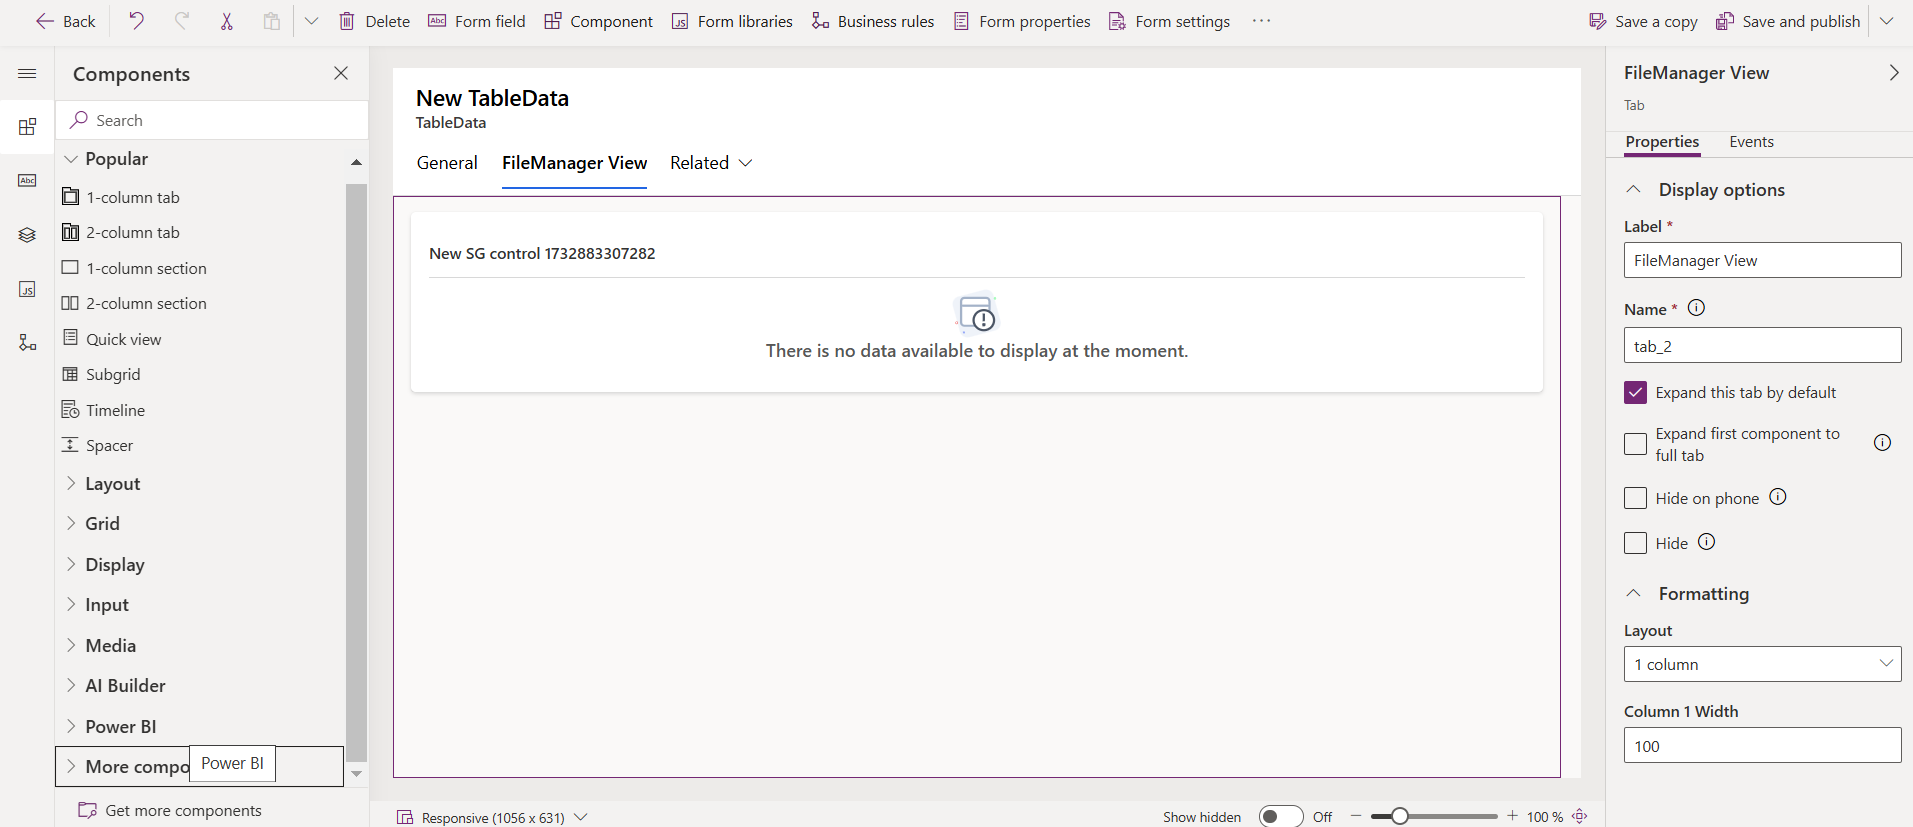 Back
Delete
Form field
Component
Form libraries
Business rules
Form properties
Form settings
Save a copy
Save and publish
Components
Search
Popular
1-column tab
2-column tab
1-column section
2-column section
Quick view
Subgrid
Timeline
Spacer
Layout
Grid
Display
Input
Media
AI Builder
Power BI
More compo
Power BI
Get more components
Abc
JS
New TableData
TableData
General
FileManager View
Related
New SG control 1732883307282
There is no data available to display at the moment.
Responsive (1056 x 631)
Show hidden
Off
100 %
FileManager View
Tab
Properties
Events
Display options
Label *
FileManager View
Name *
tab_2
Expand this tab by default
Expand first component to
full tab
Hide on phone
Hide
Formatting
Layout
1 column
Column 1 Width
100